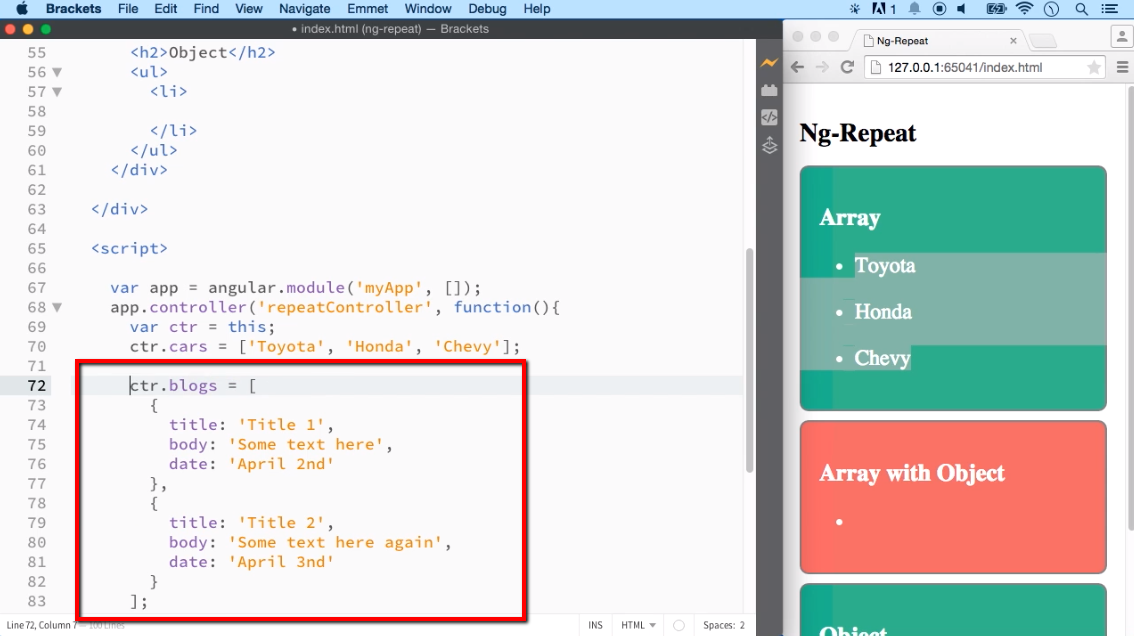 Brackets File Edit Find View Navigate Emmet Window Debug Help 1
• index.html (ng-repeat) — Brackets
55 <h2>Object</h2>
56 <ul>
57 <li>
58
59 </li>
60 </ul>
61 </div>
62
63 </div>
64
65 <script>
66
67 var app = angular.module('myApp', []);
68 app.controller('repeatController', function(){
69 var ctr = this;
70 ctr.cars = ['Toyota', 'Honda', 'Chevy'];
71
72 ctr.blogs = [
73 {
74 title: 'Title 1',
75 body: 'Some text here',
76 date: 'April 2nd'
77 },
78 {
79 title: 'Title 2',
80 body: 'Some text here again',
81 date: 'April 3nd'
82 }
83 ];
Line 72, Column 7 — 100 Lines
INS HTML Spaces: 2
Ng-Repeat
127.0.0.1:65041/index.html
Ng-Repeat
Array
• Toyota
• Honda
• Chevy
Array with Object
•
Object